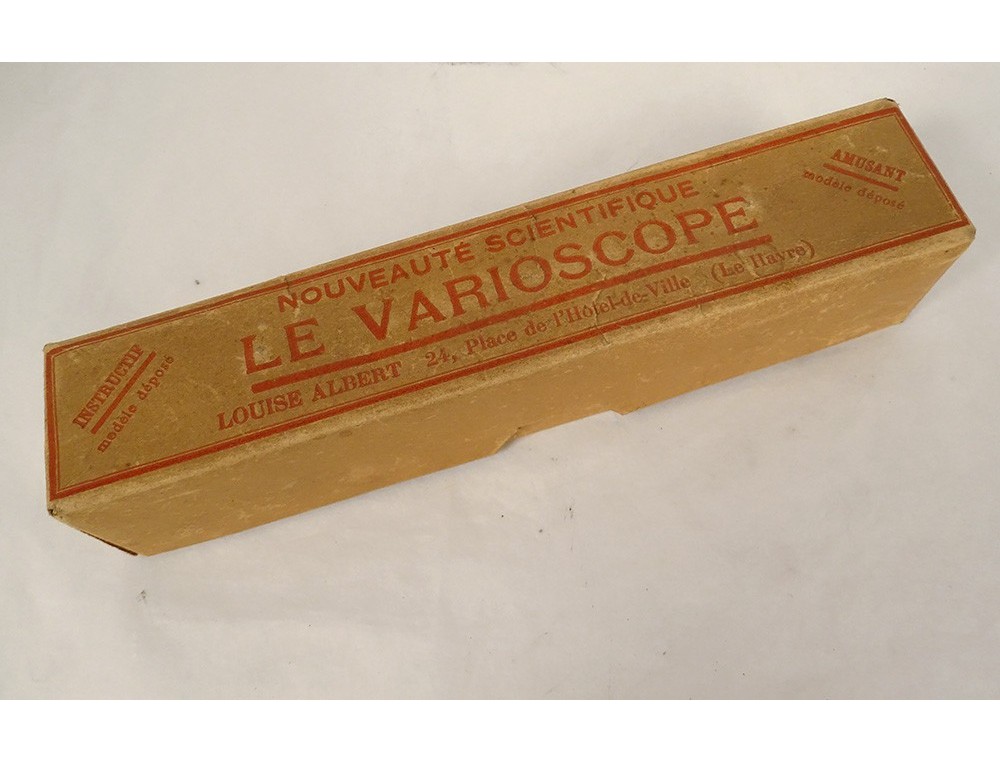 NOUVEAUTÉ SCIENTIFIQUE
LE VARIOSCOPE
LOUISE ALBERT 24, Place de l'Hôtel-de-Ville (Le Havre)
INSTRUCTIF
modèle déposé
AMUSANT
modèle déposé